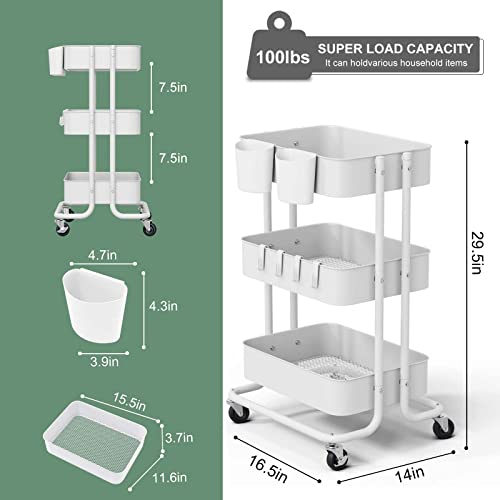 100lbs
SUPER LOAD CAPACITY
It can holdvarious household items
7.5in
7.5in
4.7in
4.3in
3.9in
15.5in
3.7in
11.6in
29.5in
16.5in
14in